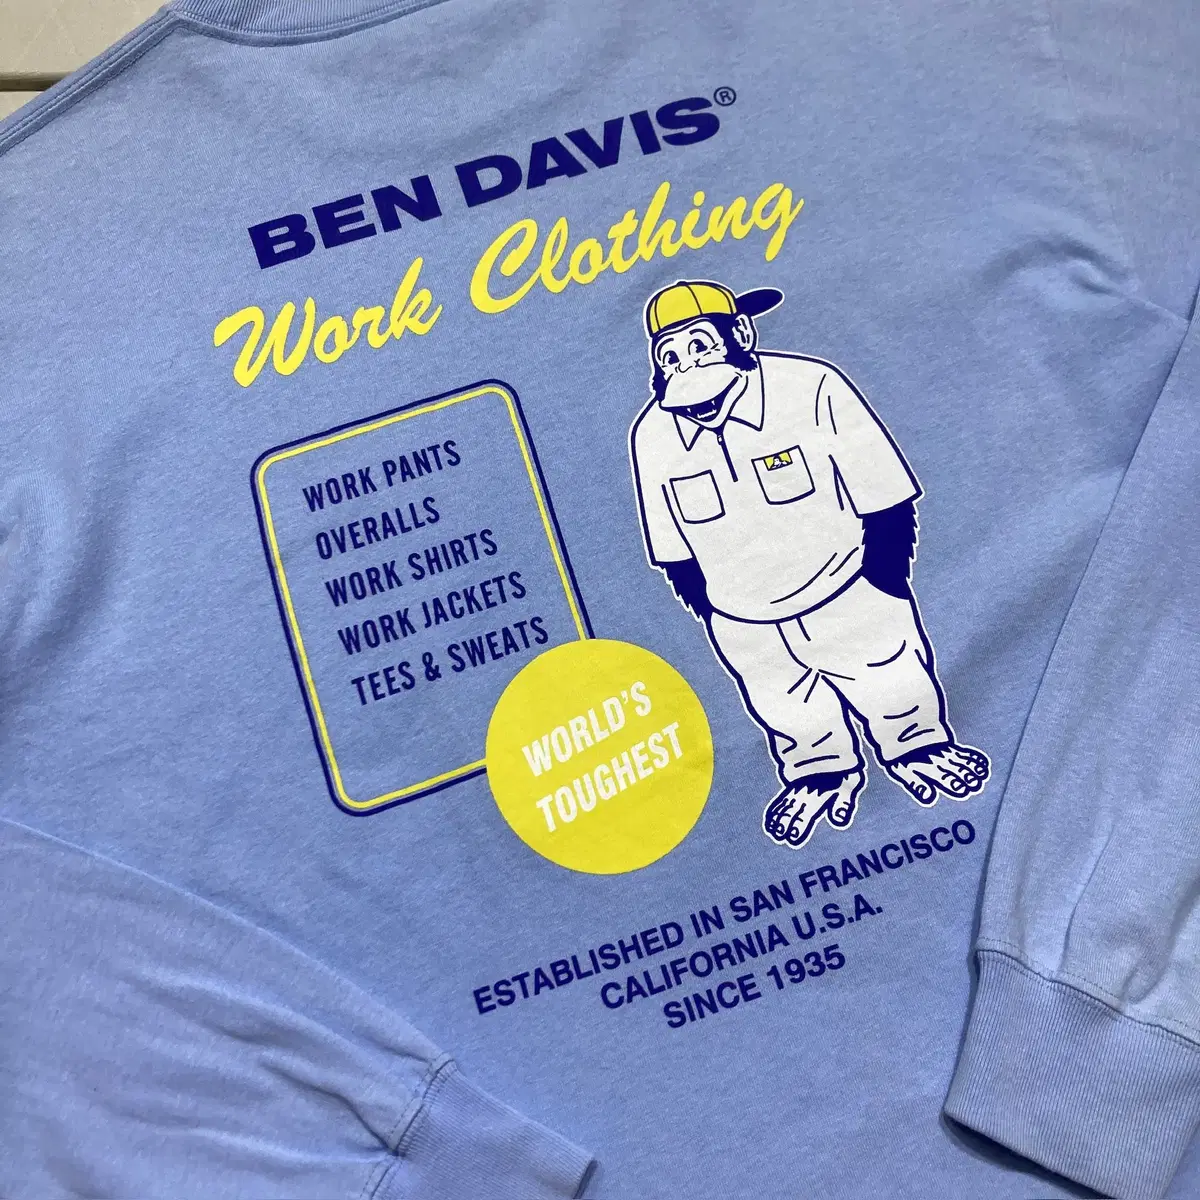 BEN DAVIS®
Work Clothing
WORK PANTS
OVERALLS
WORK SHIRTS
WORK JACKETS
TEES & SWEATS
WORLD'S
TOUGHEST
ESTABLISHED IN SAN FRANCISCO
CALIFORNIA U.S.A.
SINCE 1935